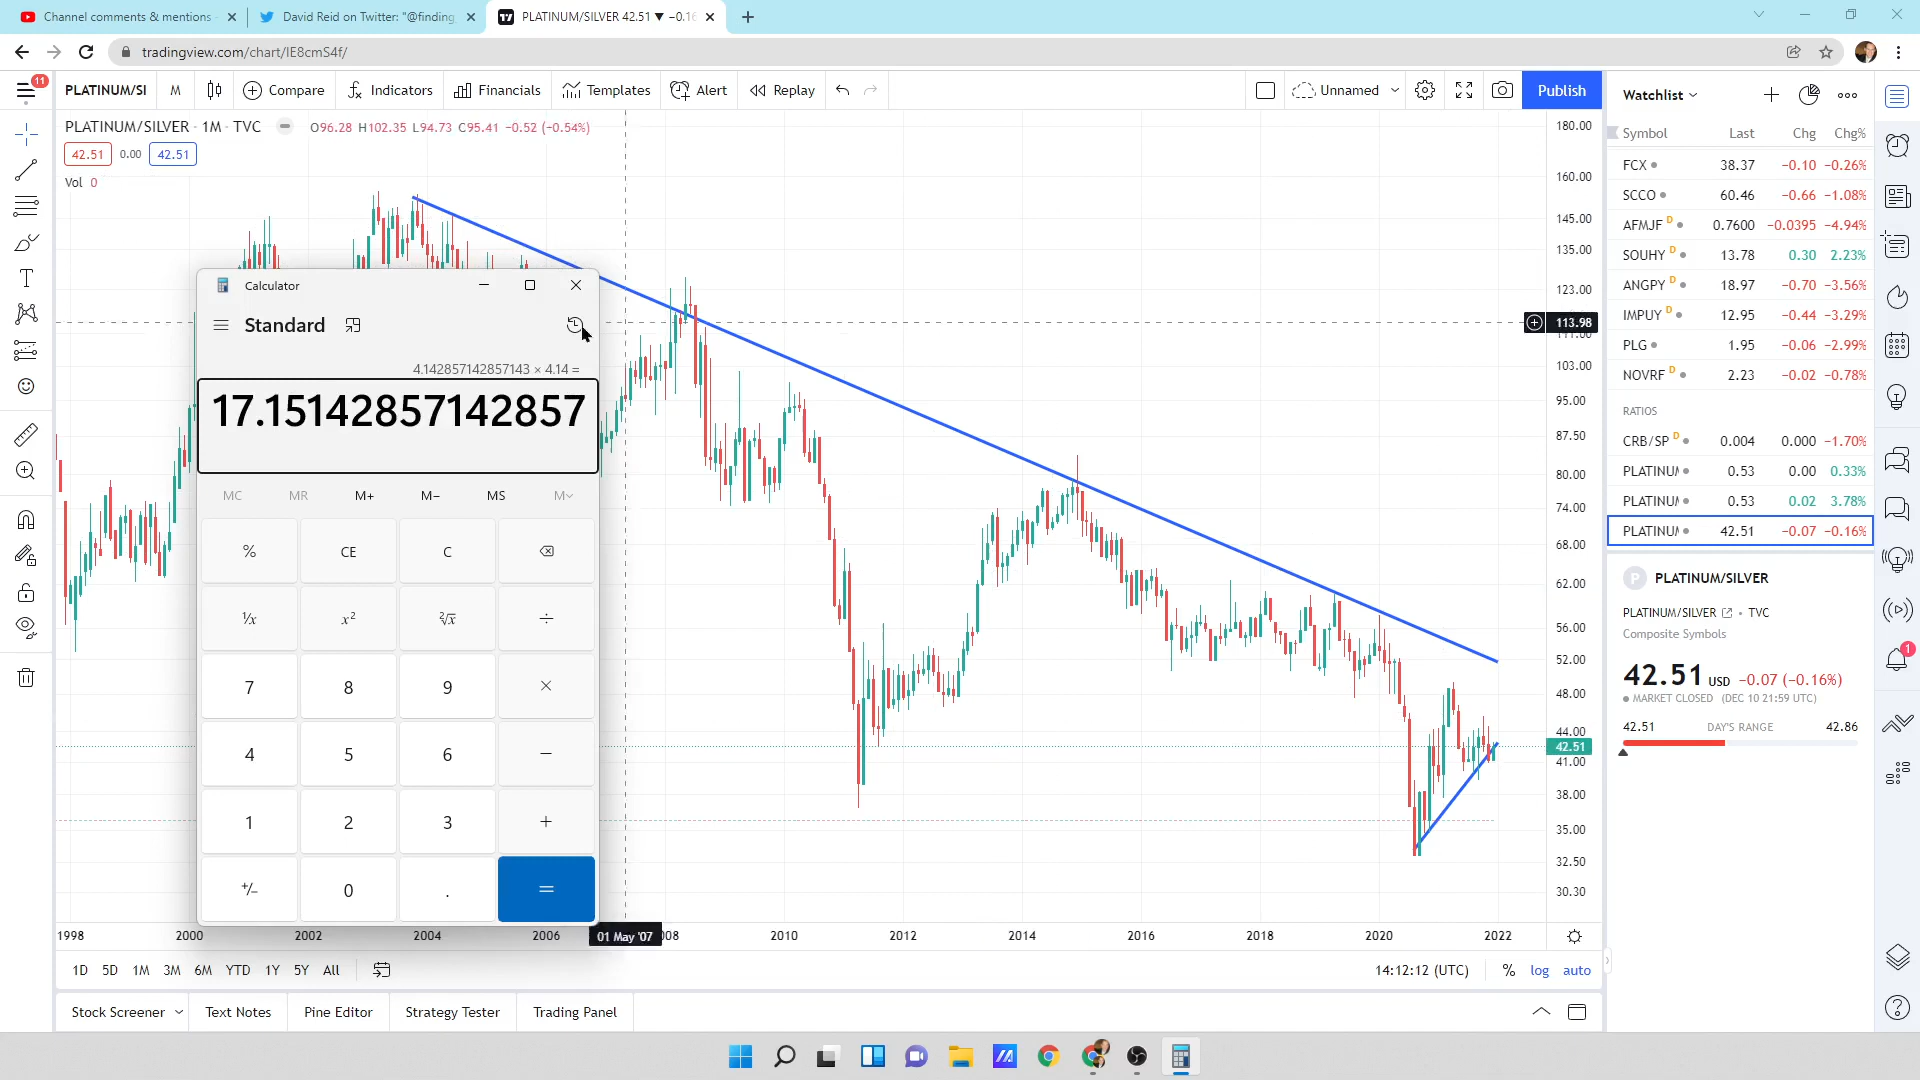 Channel comments & mentions
David Reid on Twitter: "@finding
PLATINUM/SILVER 42.51 ▼ −0.16
tradingview.com/chart/IE8cmS4f/
11
PLATINUM/SI
M
Compare
Indicators
Financials
Templates
Alert
Replay
Unnamed
Publish
PLATINUM/SILVER · 1M · TVC
O96.28 H102.35 L94.73 C95.41 −0.52 (−0.54%)
42.51 0.00 42.51
Vol 0
Calculator
Standard
4.142857142857143 × 4.14 =
17.15142857142857
MC MR M+ M− MS M
% CE C
1/x x² ²√x ÷
7 8 9 ×
4 5 6 −
1 2 3 +
+/− 0 . =
180.00
160.00
145.00
135.00
123.00
113.98
103.00
95.00
87.50
80.00
74.00
68.00
62.00
56.00
52.00
48.00
44.00
42.51
41.00
38.00
35.00
32.50
30.30
1998 2000 2002 2004 2006 01 May '07 2010 2012 2014 2016 2018 2020 2022
1D 5D 1M 3M 6M YTD 1Y 5Y All
14:12:12 (UTC) % log auto
Stock Screener Text Notes Pine Editor Strategy Tester Trading Panel
Watchlist
Symbol Last Chg Chg%
FCX 38.37 −0.10 −0.26%
SCCO 60.46 −0.66 −1.08%
AFMJF D 0.7600 −0.0395 −4.94%
SOUHY D 13.78 0.30 2.23%
ANGPY D 18.97 −0.70 −3.56%
IMPUY D 12.95 −0.44 −3.29%
PLG 1.95 −0.06 −2.99%
NOVRF D 2.23 −0.02 −0.78%
RATIOS
CRB/SP D 0.004 0.000 −1.70%
PLATINUM 0.53 0.00 0.33%
PLATINUM 0.53 0.02 3.78%
PLATINUM 42.51 −0.07 −0.16%
P PLATINUM/SILVER
PLATINUM/SILVER • TVC
Composite Symbols
42.51 USD −0.07 (−0.16%)
MARKET CLOSED (DEC 10 21:59 UTC)
42.51 DAY'S RANGE 42.86
1